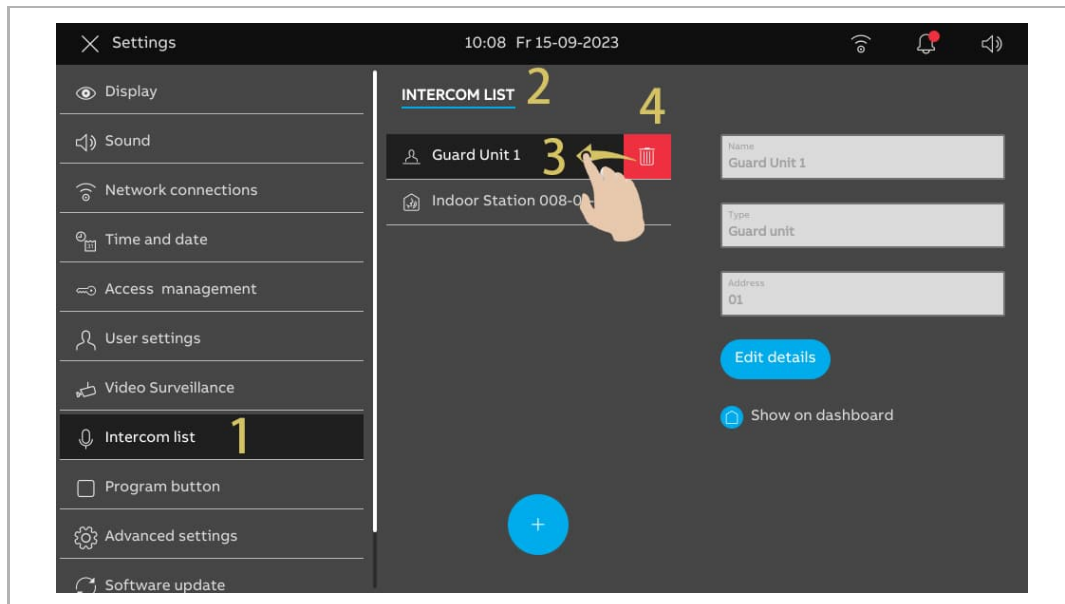 Settings
10:08 Fr 15-09-2023
Display
Sound
Network connections
Time and date
31
Access management
User settings
Video Surveillance
Intercom list
1
Program button
Advanced settings
Software update
INTERCOM LIST
2
4
Guard Unit 1
3
Indoor Station 008-0
Name
Guard Unit 1
Type
Guard unit
Address
01
Edit details
Show on dashboard
+